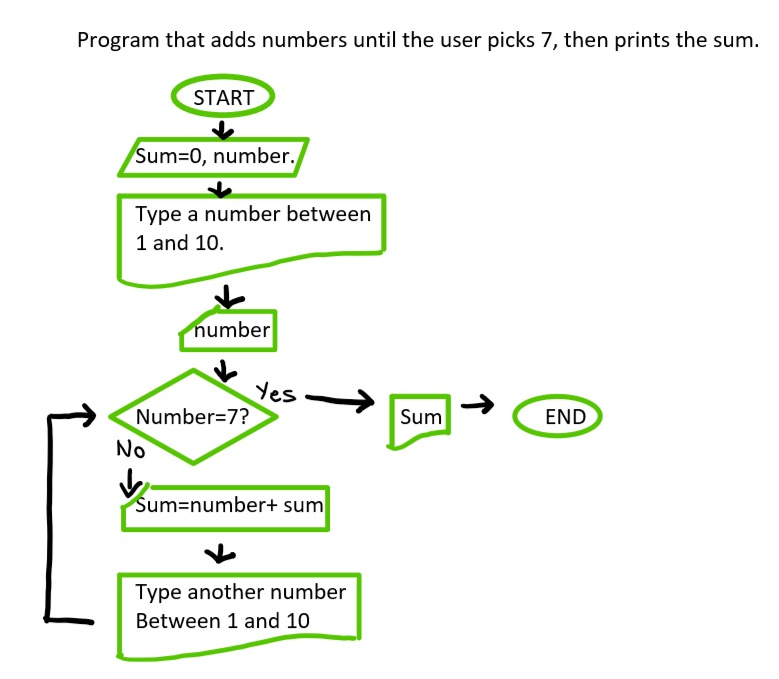 Program that adds numbers until the user picks 7, then prints the sum.
START
Sum=0, number.
Type a number between
1 and 10.
number
Number=7?
Yes
Sum
END
No
Sum=number+ sum
Type another number
Between 1 and 10